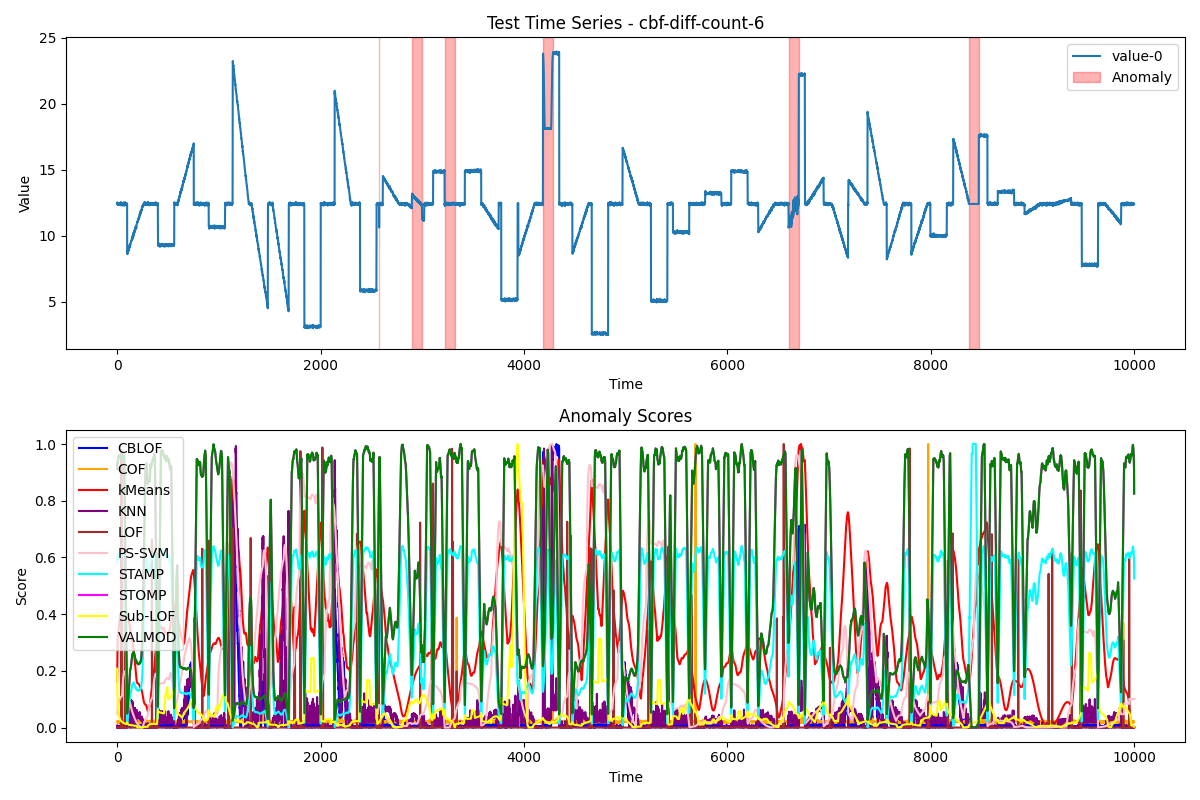 Test Time Series - cbf-diff-count-6
25
20
15
10
5
Value
value-0
Anomaly
0
2000
4000
6000
8000
10000
Time
Anomaly Scores
1.0
0.8
0.6
0.4
0.2
0.0
Score
CBLOF
COF
kMeans
KNN
LOF
PS-SVM
STAMP
STOMP
Sub-LOF
VALMOD
0
2000
4000
6000
8000
10000
Time